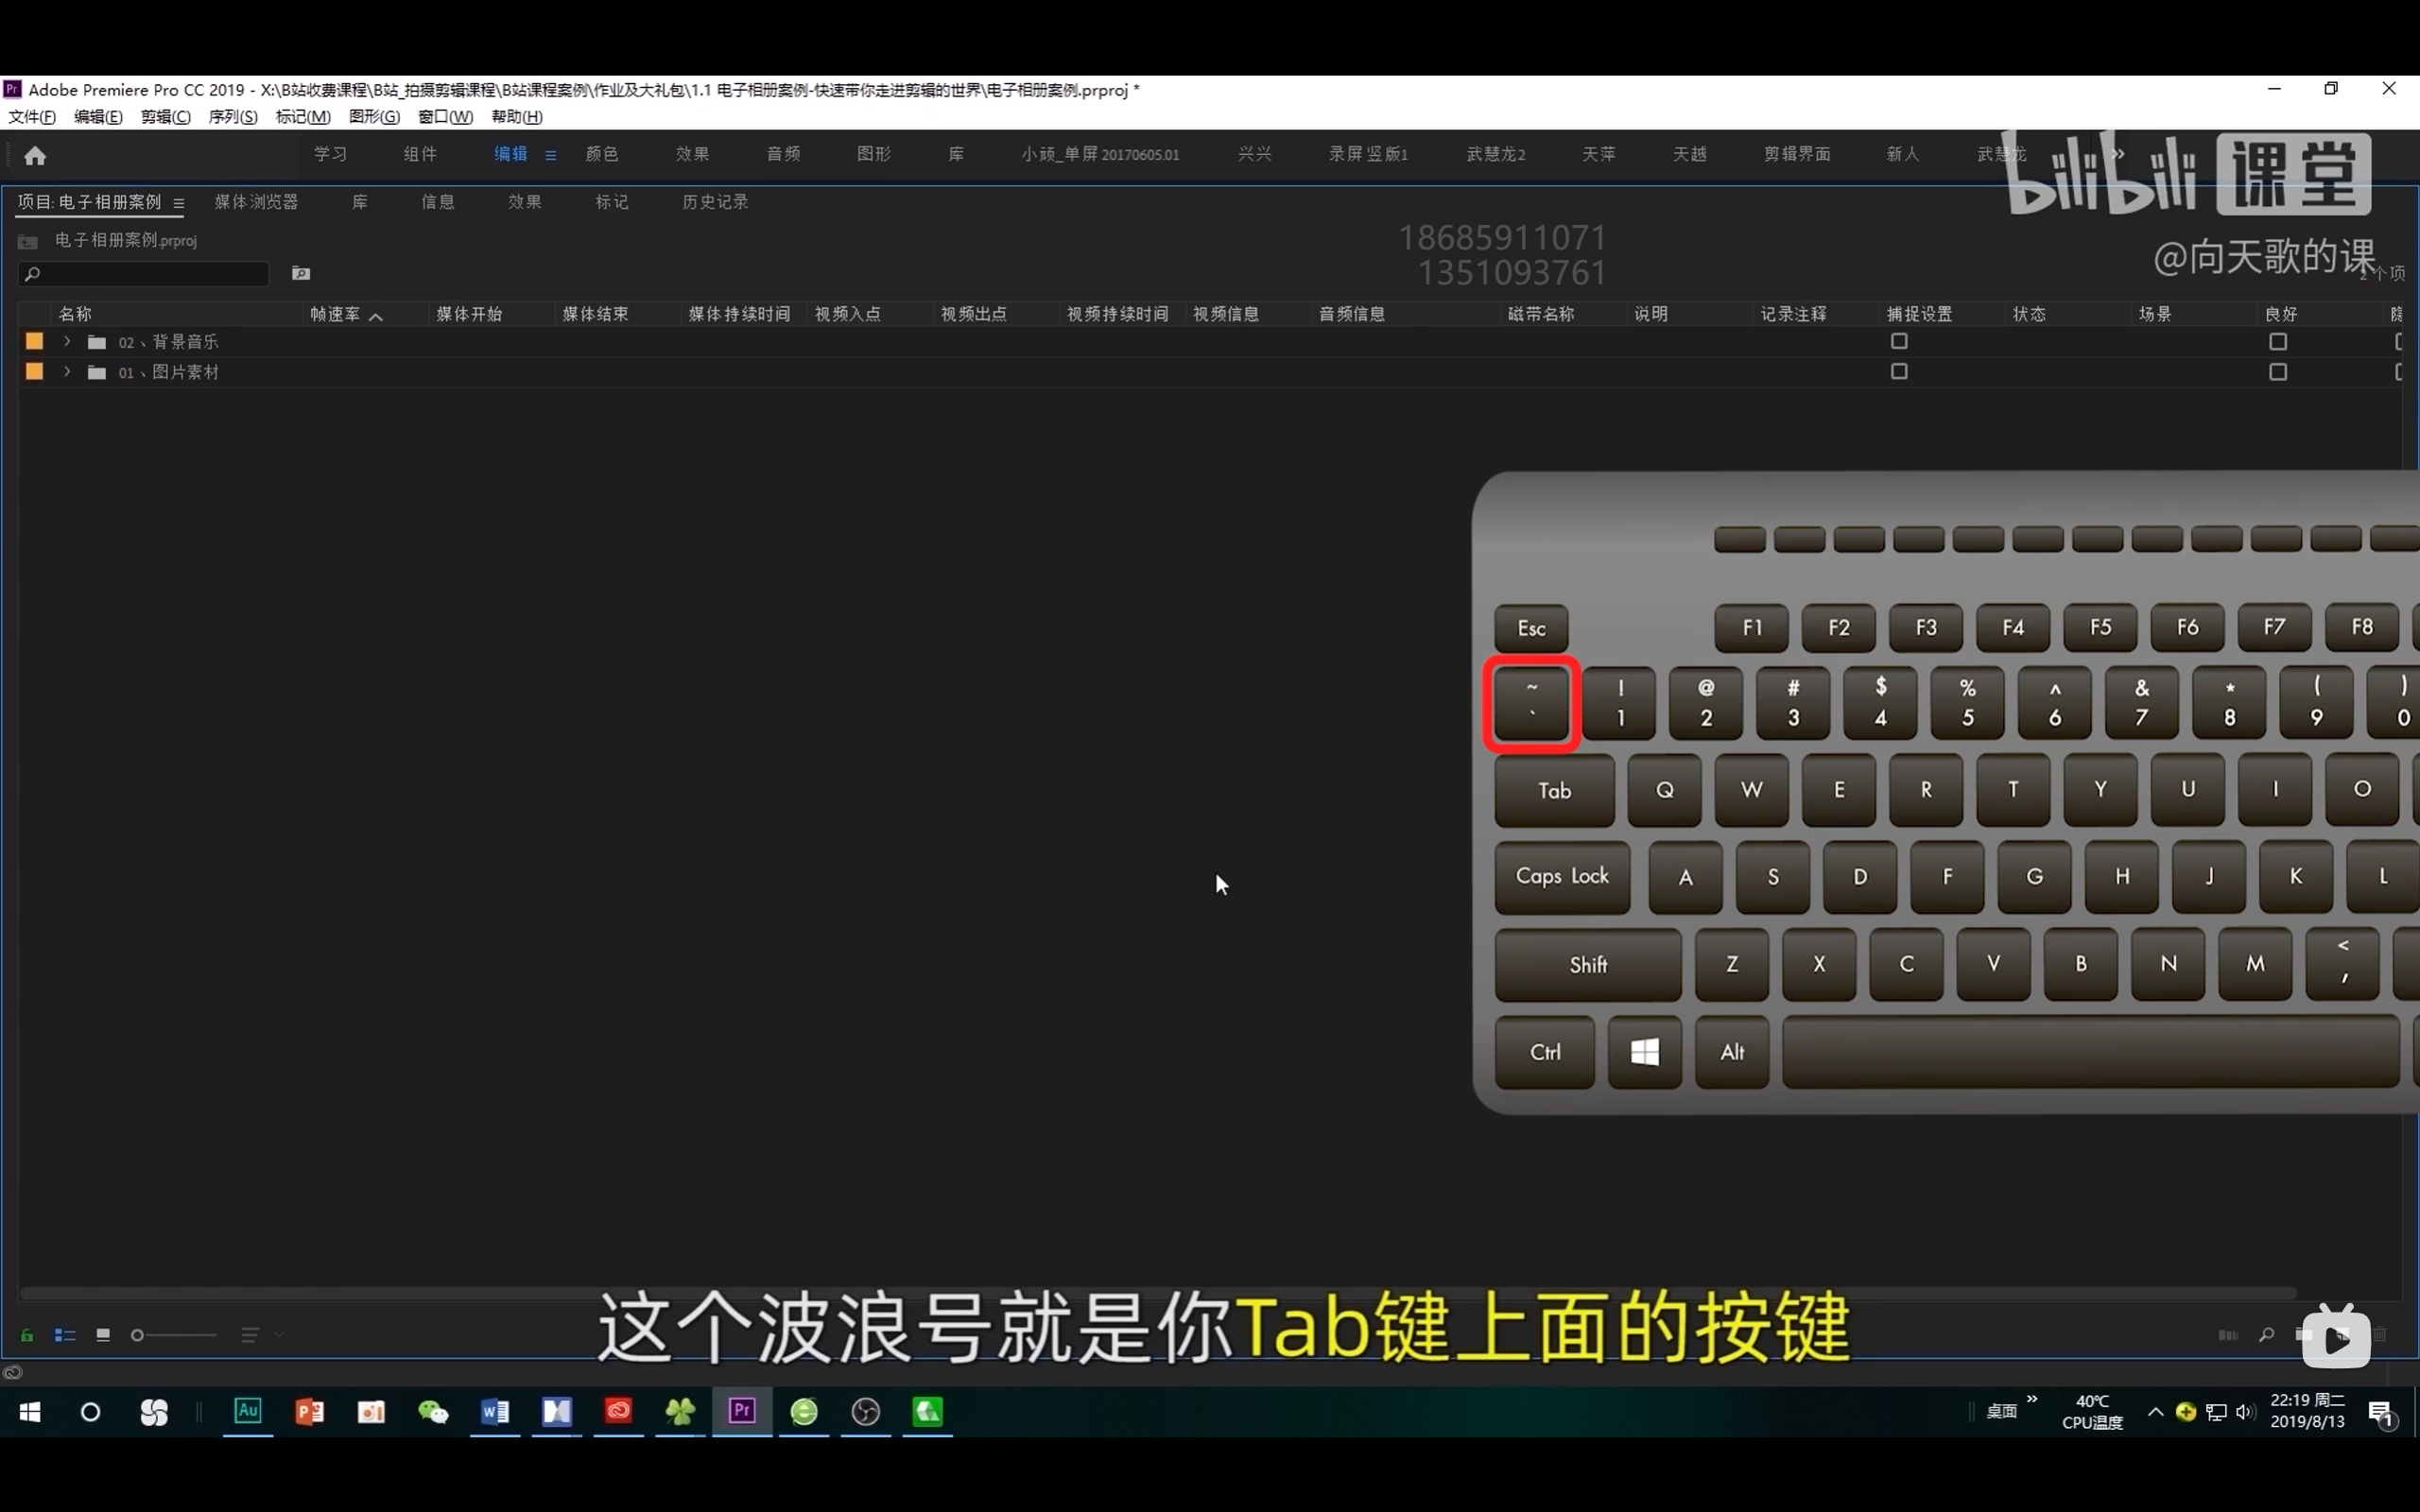 Adobe Premiere Pro CC 2019 - X:\B站收费课程\B站_拍摄剪辑课程\B站课程案例\作业及大礼包\1.1 电子相册案例-快速带你走进剪辑的世界\电子相册案例.prproj *
文件(F) 编辑(E) 剪辑(C) 序列(S) 标记(M) 图形(G) 窗口(W) 帮助(H)
学习 组件 编辑 颜色 效果 音频 图形 库 小顽_单屏20170605.01 兴兴 录屏竖版1 武慧龙2 天萍 天越 剪辑界面 新人 武慧龙
bilibili 课堂
项目: 电子相册案例 媒体浏览器 库 信息 效果 标记 历史记录
18685911071
1351093761
电子相册案例.prproj
@向天歌的课
2 个项
名称 帧速率 媒体开始 媒体结束 媒体持续时间 视频入点 视频出点 视频持续时间 视频信息 音频信息 磁带名称 说明 记录注释 捕捉设置 状态 场景 良好
02、背景音乐
01、图片素材
Esc F1 F2 F3 F4 F5 F6 F7 F8
~ ! @ # $ % ^ & * ( )
` 1 2 3 4 5 6 7 8 9 0
Tab Q W E R T Y U I O
Caps Lock A S D F G H J K L
Shift Z X C V B N M <
,
Ctrl Alt
这个波浪号就是你Tab键上面的按键
Au Pr
桌面
40℃
CPU温度
22:19 周二
2019/8/13
1